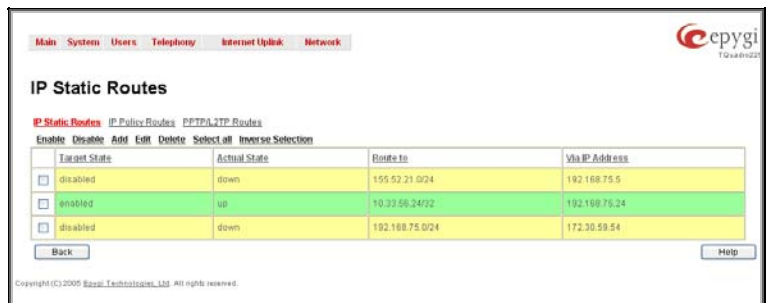 Main System Users Telephony Internet Uplink Network
epygi
IP Static Routes
IP Static Routes IP Policy Routes PPTP/L2TP Routes
Enable Disable Add Edit Delete Select all Inverse Selection
Target State Actual State Route to Via IP Address
disabled down 155.52.21.0/24 192.168.75.5
enabled up 10.33.56.24/32 192.168.75.24
disabled down 192.168.75.0/24 172.30.59.54
Back Help
Copyright (C) 2005 Epygi Technologies, Ltd. All rights reserved.